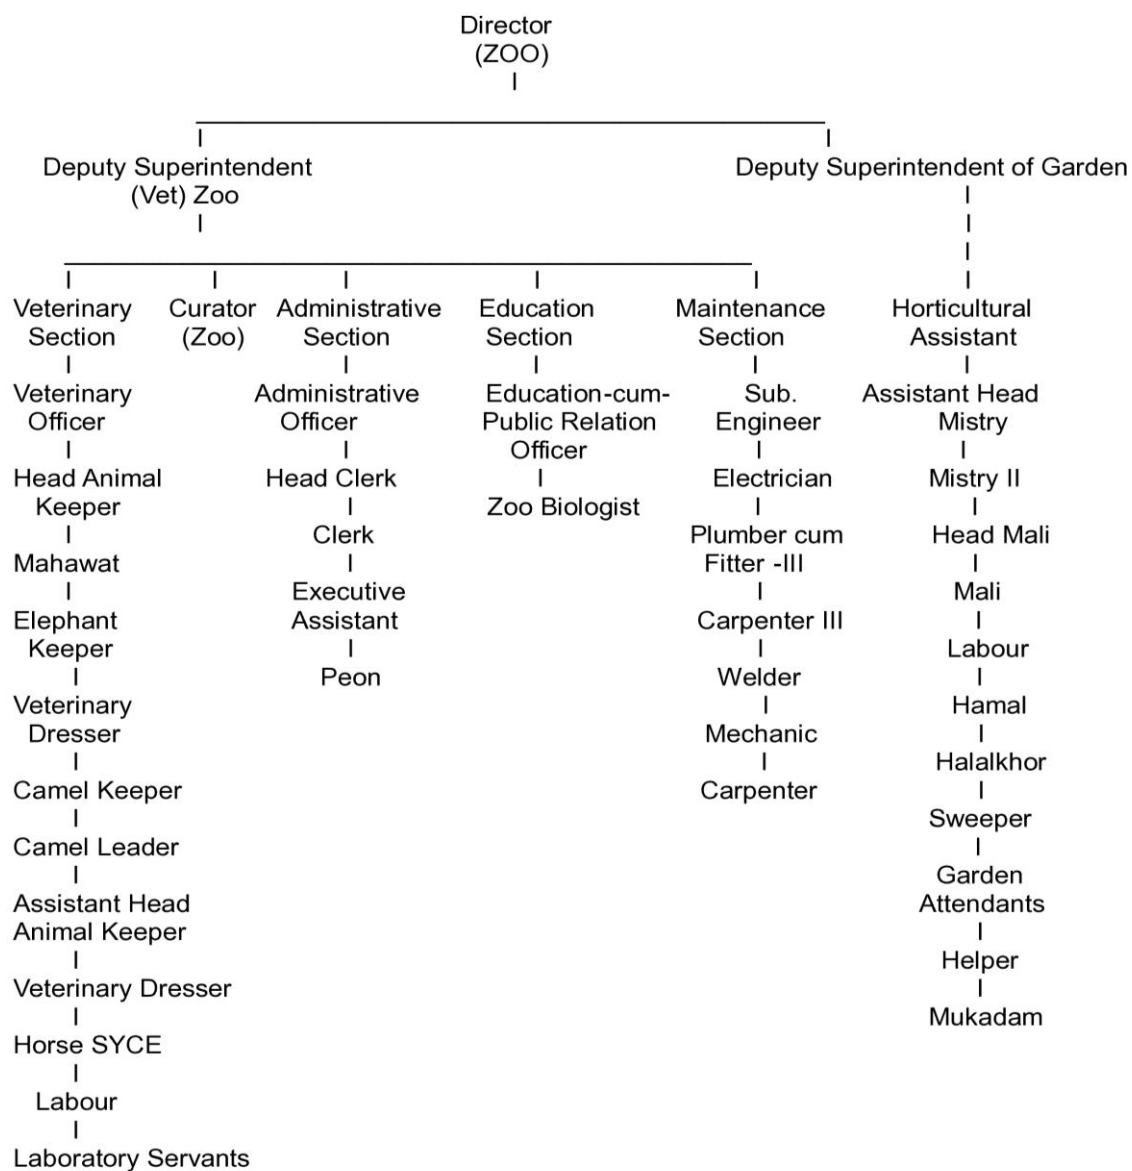 Director
(ZOO)
Deputy Superintendent
(Vet) Zoo
Deputy Superintendent of Garden
Veterinary
Section
Curator
(Zoo)
Administrative
Section
Education
Section
Maintenance
Section
Horticultural
Assistant
Veterinary
Officer
Head Animal
Keeper
Mahawat
Elephant
Keeper
Veterinary
Dresser
Camel Keeper
Camel Leader
Assistant Head
Animal Keeper
Veterinary Dresser
Horse SYCE
Labour
Laboratory Servants
Administrative
Officer
Head Clerk
Clerk
Executive
Assistant
Peon
Education-cum-
Public Relation
Officer
Zoo Biologist
Sub.
Engineer
Electrician
Plumber cum
Fitter -III
Carpenter III
Welder
Mechanic
Carpenter
Assistant Head
Mistry
Mistry II
Head Mali
Mali
Labour
Hamal
Halalkhor
Sweeper
Garden
Attendants
Helper
Mukadam